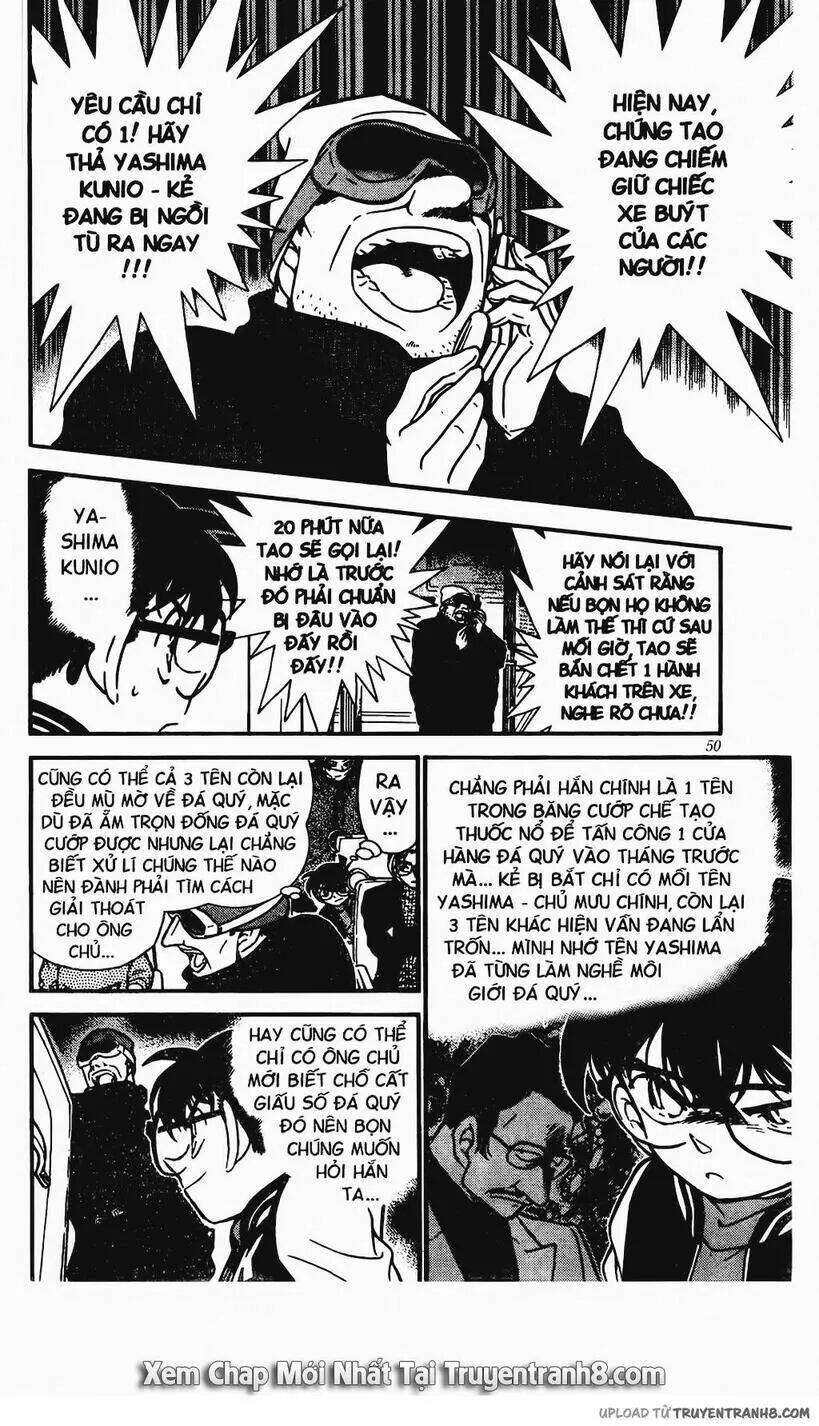 HIỆN NAY,
CHÚNG TAO
ĐANG CHIẾM
GIỮ CHIẾC
XE BUÝT
CỦA CÁC
NGƯỜI!!
YÊU CẦU CHỈ
CÓ 1! HÃY
THẢ YASHIMA
KUNIO - KẺ
ĐANG BỊ NGỒI
TÙ RA NGAY
!!!
HÃY NÓI LẠI VỚI
CẢNH SÁT RẰNG
NẾU BỌN HỌ KHÔNG
LÀM THẾ THÌ CỨ SAU
MỖI GIỜ, TAO SẼ
BẮN CHẾT 1 HÀNH
KHÁCH TRÊN XE,
NGHE RÕ CHƯA!!
20 PHÚT NỮA
TAO SẼ GỌI LẠI!
NHỚ LÀ TRƯỚC
ĐÓ PHẢI CHUẨN
BỊ ĐÂU VÀO
ĐẤY RỒI
ĐẤY!!
YA-
SHIMA
KUNIO
...
50
CHẲNG PHẢI HẮN CHÍNH LÀ 1 TÊN
TRONG BĂNG CƯỚP CHẾ TẠO
THUỐC NỔ ĐỂ TẤN CÔNG 1 CỬA
HÀNG ĐÁ QUÝ VÀO THÁNG TRƯỚC
MÀ... KẺ BỊ BẮT CHỈ CÓ MỖI TÊN
YASHIMA - CHỦ MƯU CHÍNH, CÒN LẠI
3 TÊN KHÁC HIỆN VẪN ĐANG LẨN
TRỐN... MÌNH NHỚ TÊN YASHIMA
ĐÃ TỪNG LÀM NGHỀ MÔI
GIỚI ĐÁ QUÝ...
RA
VẬY
...
CŨNG CÓ THỂ CẢ 3 TÊN CÒN LẠI
ĐỀU MÙ MỜ VỀ ĐÁ QUÝ, MẶC
DÙ ĐÃ ẴM TRỌN ĐỐNG ĐÁ QUÝ
CƯỚP ĐƯỢC NHƯNG LẠI CHẲNG
BIẾT XỬ LÍ CHÚNG THẾ NÀO
NÊN ĐÀNH PHẢI TÌM CÁCH
GIẢI THOÁT
CHO ÔNG
CHỦ...
HAY CŨNG CÓ THỂ
CHỈ CÓ ÔNG CHỦ
MỚI BIẾT CHỖ CẤT
GIẤU SỐ ĐÁ QUÝ
ĐÓ NÊN BỌN
CHÚNG MUỐN
HỎI HẮN
TA...
Xem Chap Mới Nhất Tại Truyentranh8.com
UPLOAD TỪ TRUYENTRANH8.COM